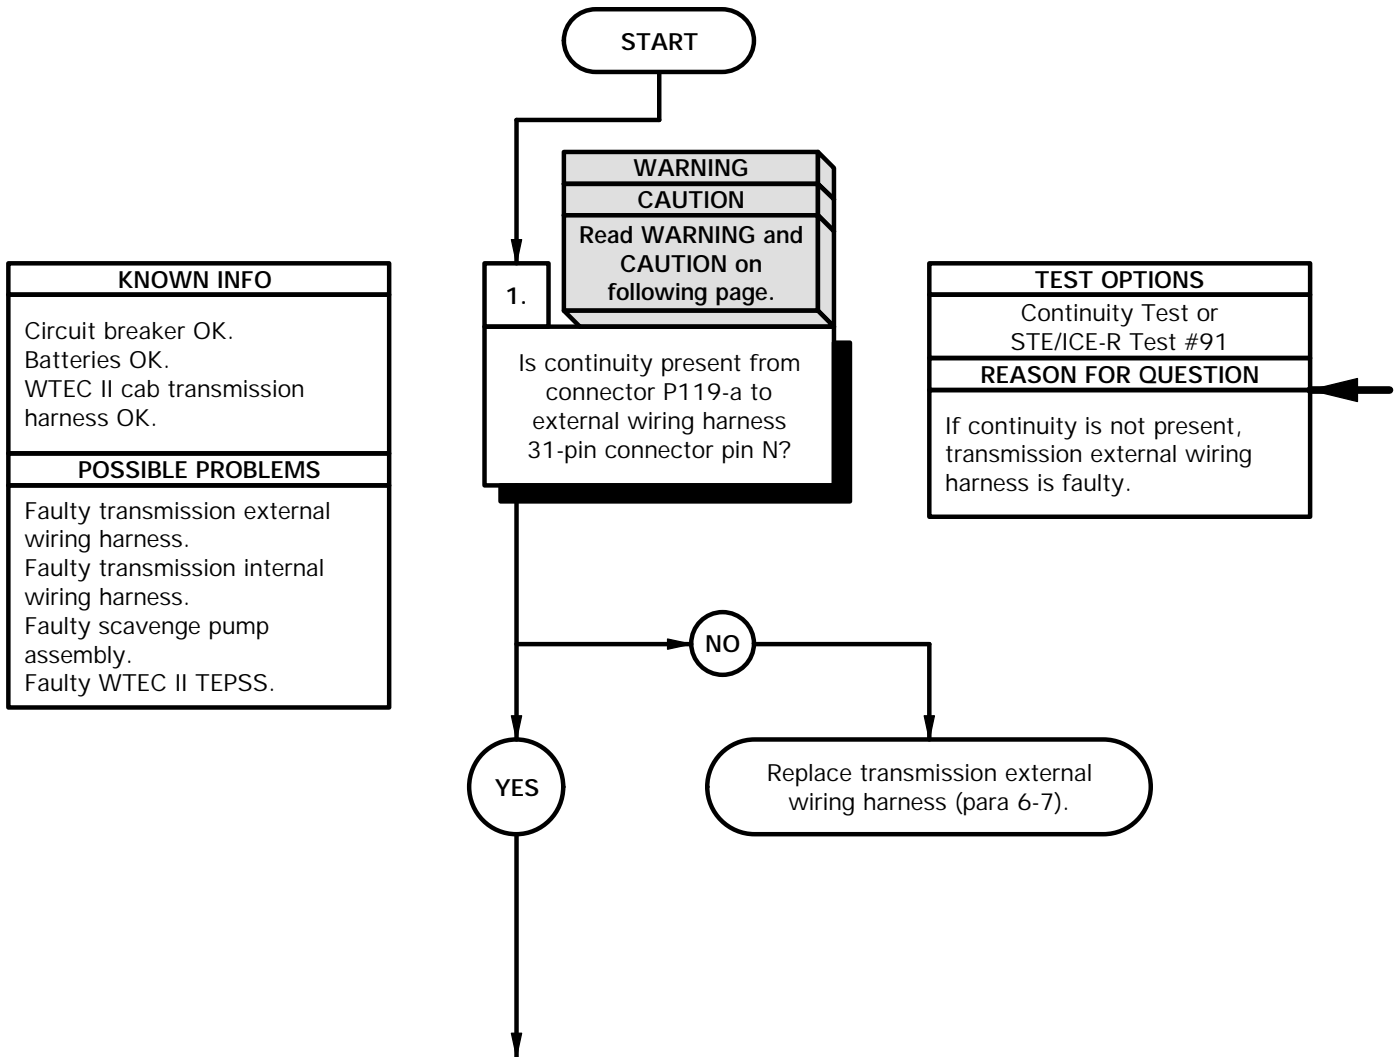 START
WARNING
CAUTION
Read WARNING and
CAUTION on
following page.
1.
Is continuity present from
connector P119-a to
external wiring harness
31-pin connector pin N?
KNOWN INFO
Circuit breaker OK.
Batteries OK.
WTEC II cab transmission
harness OK.
POSSIBLE PROBLEMS
Faulty transmission external
wiring harness.
Faulty transmission internal
wiring harness.
Faulty scavenge pump
assembly.
Faulty WTEC II TEPSS.
TEST OPTIONS
Continuity Test or
STE/ICE-R Test #91
REASON FOR QUESTION
If continuity is not present,
transmission external wiring
harness is faulty.
NO
YES
Replace transmission external
wiring harness (para 6-7).